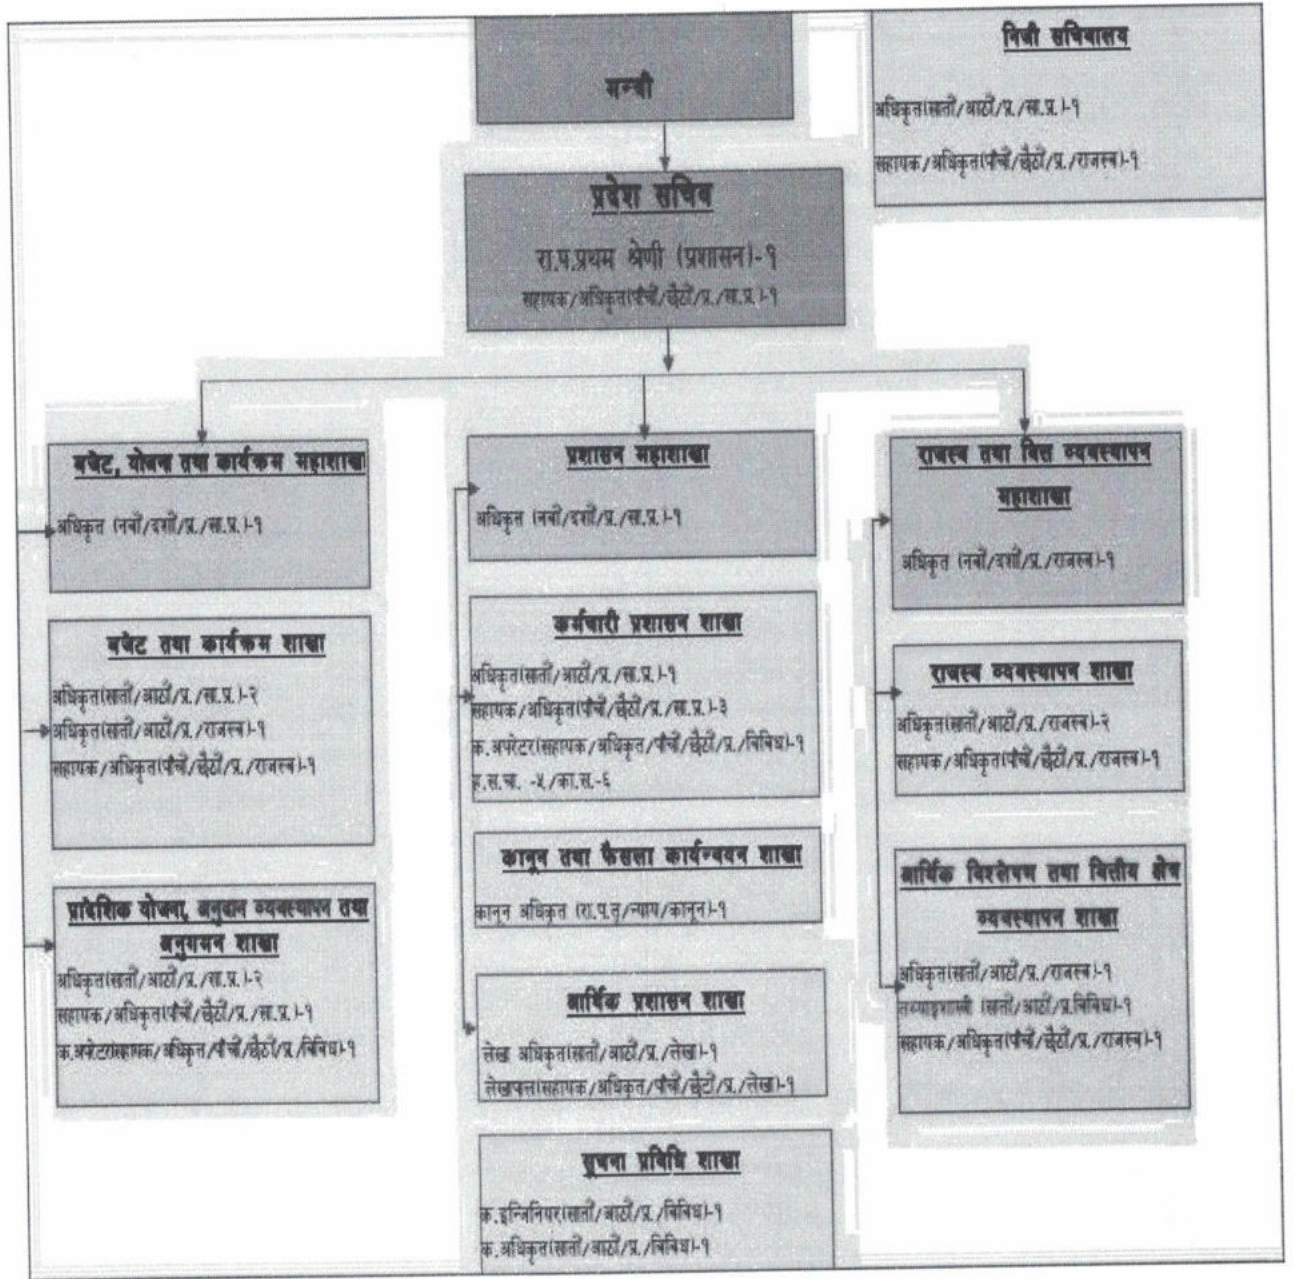 मन्त्री
निजी सचिवालय
अधिकृत(सातौं/आठौं/प्र./सा.प्र.)-१
सहायक/अधिकृत(पाँचौं/छैठौं/प्र./राजस्व)-१
प्रदेश सचिव
रा.प.प्रथम श्रेणी (प्रशासन)-१
सहायक/अधिकृत(पाँचौं/छैठौं/प्र./सा.प्र.)-१
बजेट, योजना तथा कार्यक्रम महाशाखा
अधिकृत (नवौं/दशौं/प्र./सा.प्र.)-१
बजेट तथा कार्यक्रम शाखा
अधिकृत(सातौं/आठौं/प्र./सा.प्र.)-२
अधिकृत(सातौं/आठौं/प्र./राजस्व)-१
सहायक/अधिकृत(पाँचौं/छैठौं/प्र./राजस्व)-१
प्रादेशिक योजना, अनुदान व्यवस्थापन तथा
अनुगमन शाखा
अधिकृत(सातौं/आठौं/प्र./सा.प्र.)-२
सहायक/अधिकृत(पाँचौं/छैठौं/प्र./सा.प्र.)-१
क.अपरेटर(सहायक/अधिकृत/पाँचौं/छैठौं/प्र./विविध)-१
प्रशासन महाशाखा
अधिकृत (नवौं/दशौं/प्र./सा.प्र.)-१
कर्मचारी प्रशासन शाखा
अधिकृत(सातौं/आठौं/प्र./सा.प्र.)-१
सहायक/अधिकृत(पाँचौं/छैठौं/प्र./सा.प्र.)-३
क.अपरेटर(सहायक/अधिकृत/पाँचौं/छैठौं/प्र./विविध)-१
ह.स.चा. -५/का.स.-६
कानून तथा फैसला कार्यन्वयन शाखा
कानून अधिकृत (रा.प.तृ/न्याय/कानून)-१
आर्थिक प्रशासन शाखा
लेखा अधिकृत(सातौं/आठौं/प्र./लेखा)-१
लेखापाल(सहायक/अधिकृत/पाँचौं/छैठौं/प्र./लेखा)-१
सूचना प्रविधि शाखा
क.इन्जिनियर(सातौं/आठौं/प्र./विविध)-१
क.अधिकृत(सातौं/आठौं/प्र./विविध)-१
राजस्व तथा वित्त व्यवस्थापन
महाशाखा
अधिकृत (नवौं/दशौं/प्र./राजस्व)-१
राजस्व व्यवस्थापन शाखा
अधिकृत(सातौं/आठौं/प्र./राजस्व)-२
सहायक/अधिकृत(पाँचौं/छैठौं/प्र./राजस्व)-१
आर्थिक विश्लेषण तथा वित्तीय क्षेत्र
व्यवस्थापन शाखा
अधिकृत(सातौं/आठौं/प्र./राजस्व)-१
तथ्याङ्कशास्त्री (सातौं/आठौं/प्र.विविध)-१
सहायक/अधिकृत(पाँचौं/छैठौं/प्र./राजस्व)-१